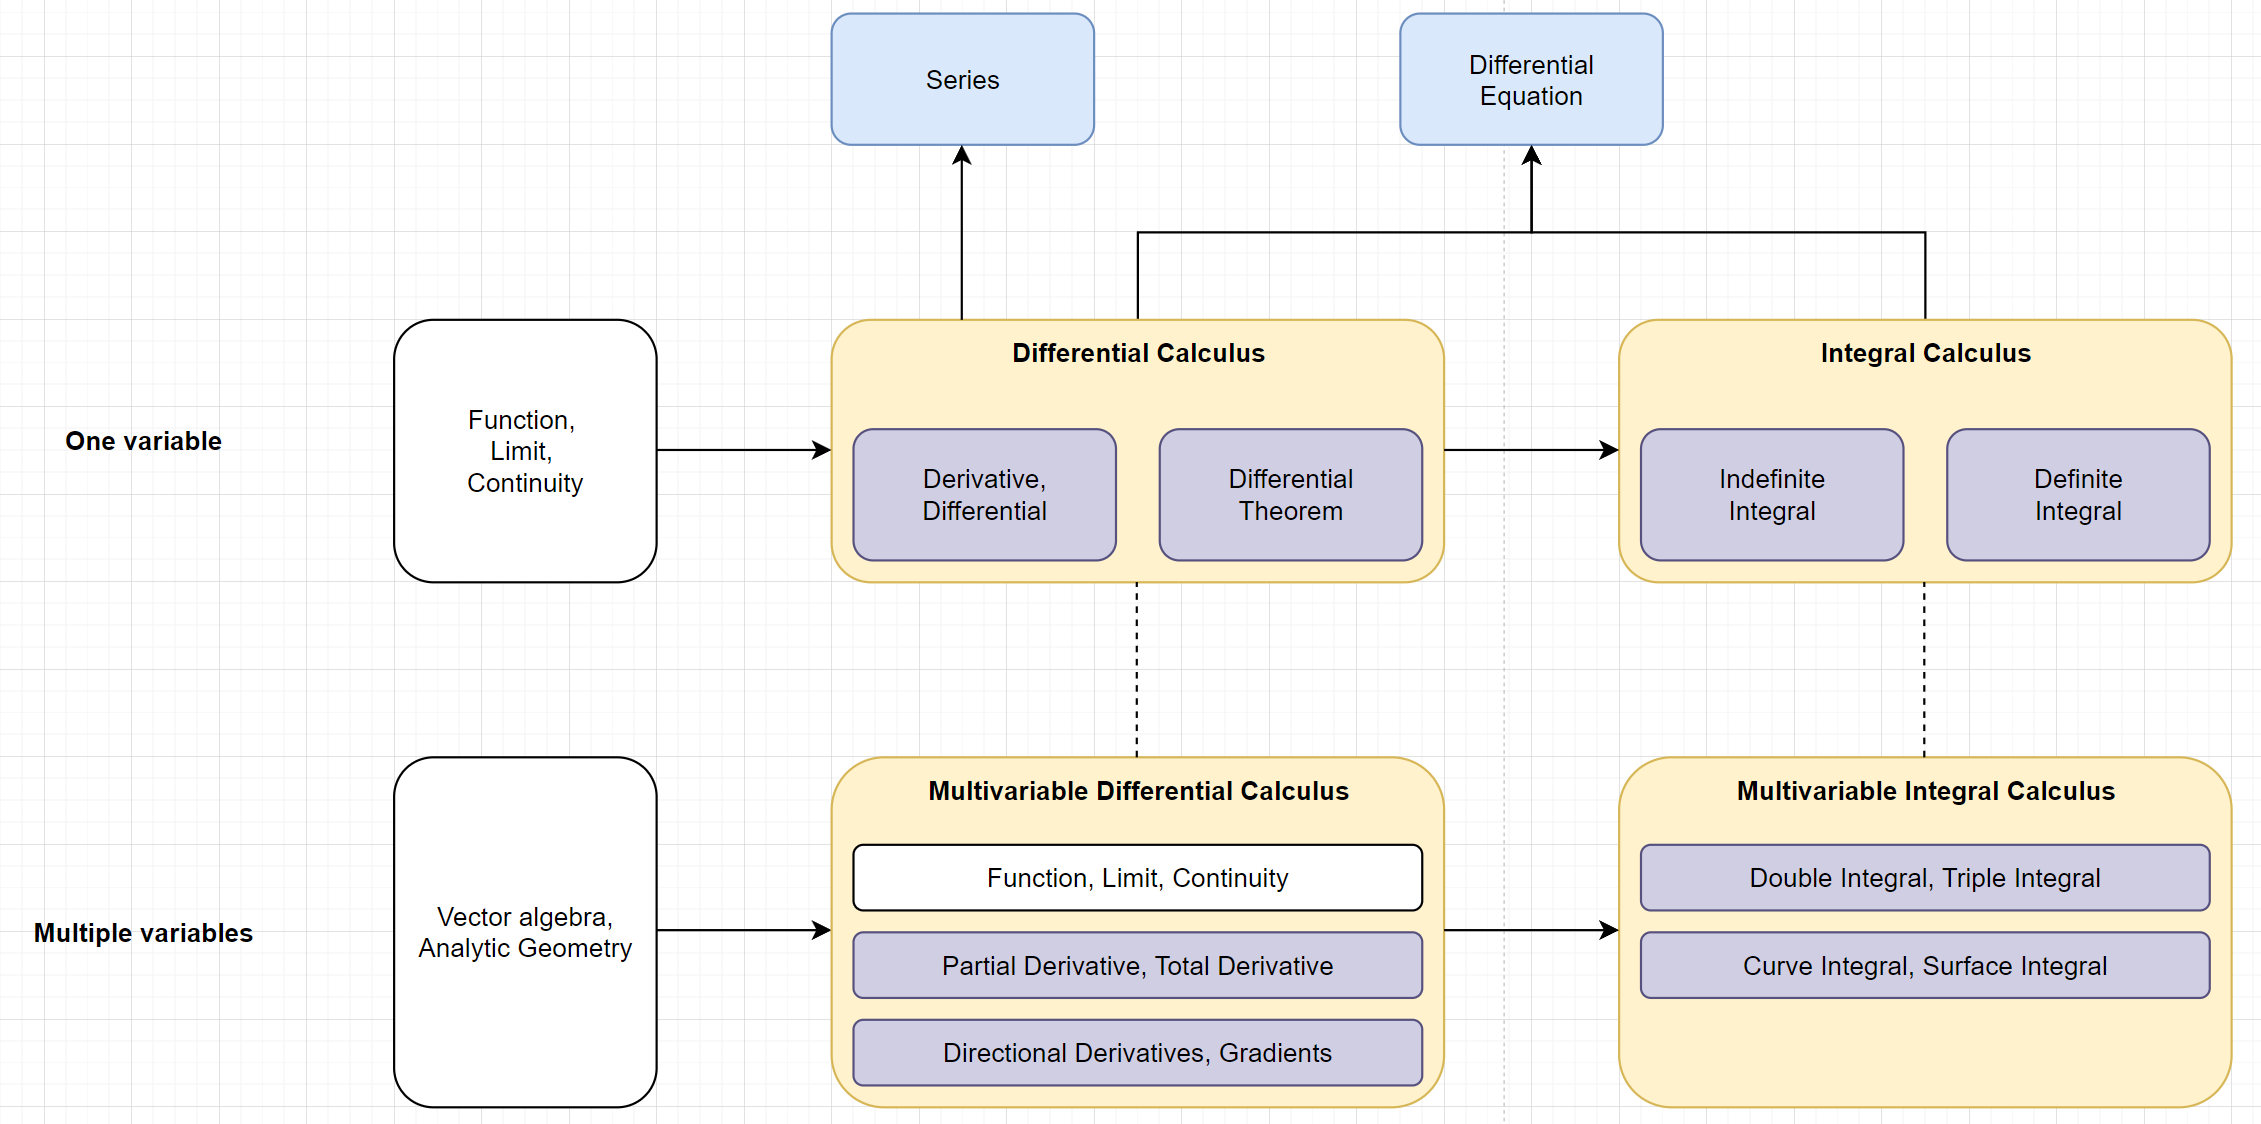 Series
Differential
Equation
One variable
Function,
Limit,
Continuity
Differential Calculus
Derivative,
Differential
Differential
Theorem
Integral Calculus
Indefinite
Integral
Definite
Integral
Multiple variables
Vector algebra,
Analytic Geometry
Multivariable Differential Calculus
Function, Limit, Continuity
Partial Derivative, Total Derivative
Directional Derivatives, Gradients
Multivariable Integral Calculus
Double Integral, Triple Integral
Curve Integral, Surface Integral